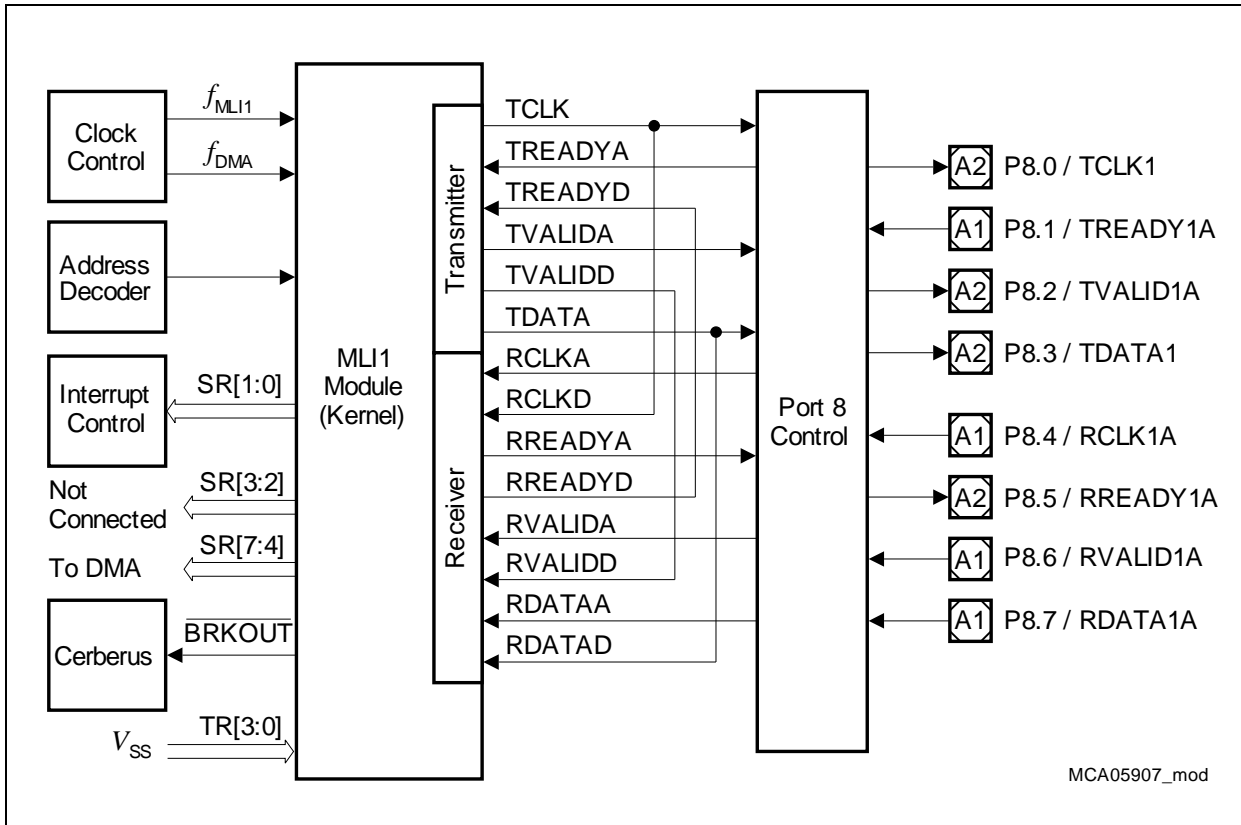 Clock
Control
fMLI1
fDMA
Address
Decoder
Interrupt
Control
SR[1:0]
Not
Connected
SR[3:2]
To DMA
SR[7:4]
Cerberus
BRKOUT
VSS
TR[3:0]
MLI1
Module
(Kernel)
Transmitter
Receiver
TCLK
TREADYA
TREADYD
TVALIDA
TVALIDD
TDATA
RCLKA
RCLKD
RREADYA
RREADYD
RVALIDA
RVALIDD
RDATAA
RDATAD
Port 8
Control
A2 P8.0 / TCLK1
A1 P8.1 / TREADY1A
A2 P8.2 / TVALID1A
A2 P8.3 / TDATA1
A1 P8.4 / RCLK1A
A2 P8.5 / RREADY1A
A1 P8.6 / RVALID1A
A1 P8.7 / RDATA1A
MCA05907_mod